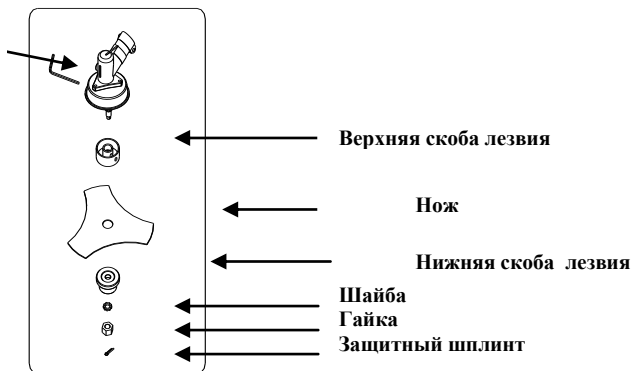 Верхняя скоба лезвия
Нож
Нижняя скоба лезвия
Шайба
Гайка
Защитный шплинт